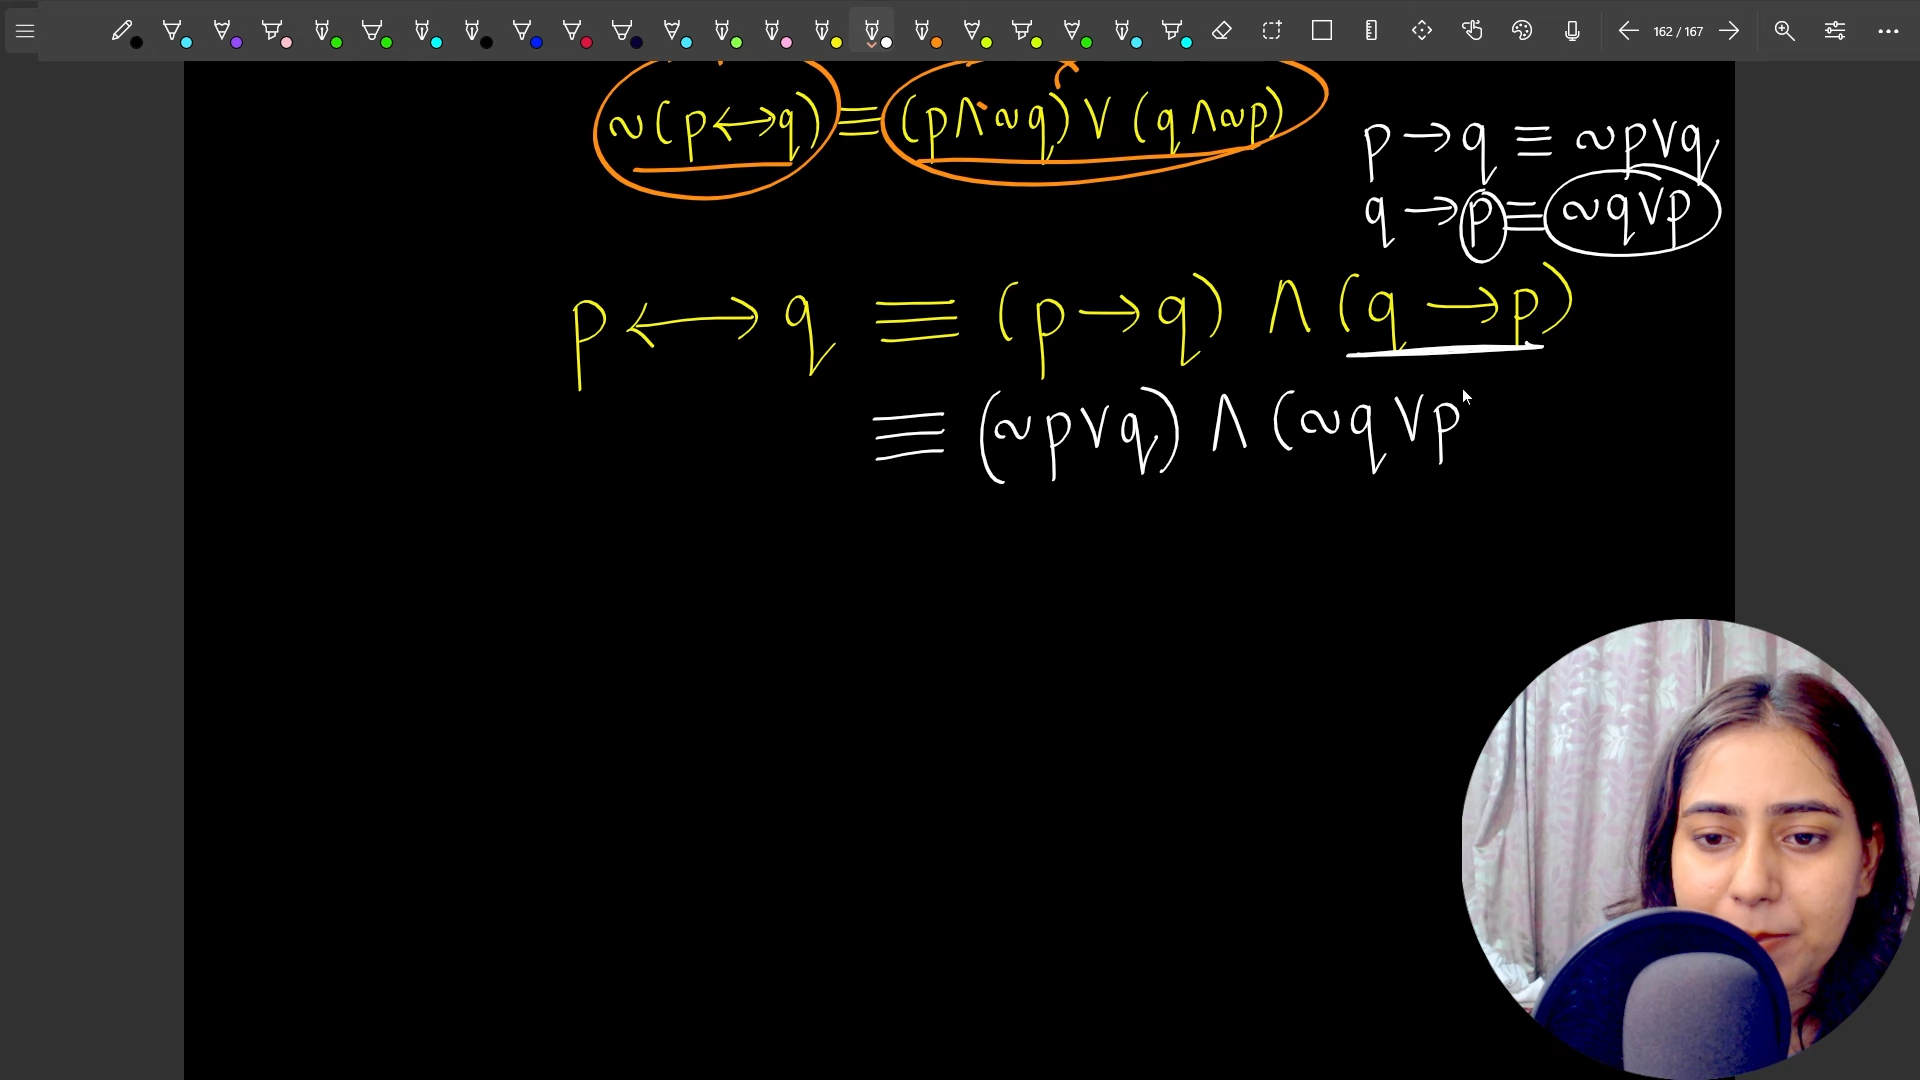 162 / 167
~(p↔q) ≡ (p∧~q) ∨ (q∧~p)
p→q ≡ ~p∨q
q→p ≡ ~q∨p
p ↔ q ≡ (p→q) ∧ (q→p)
≡ (~p∨q) ∧ (~q∨p